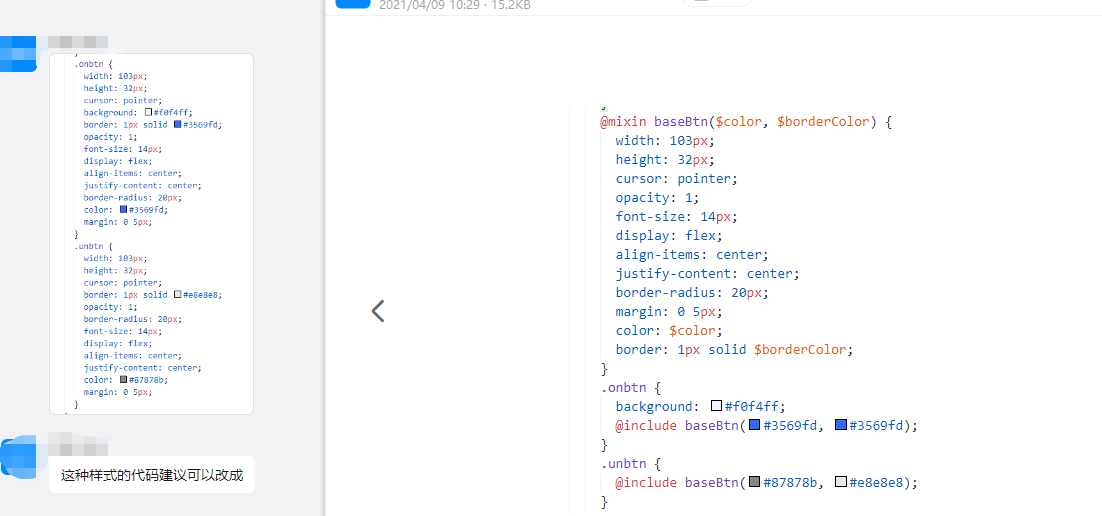 2021/04/09 10:29 · 15.2KB
.onbtn {
width: 103px;
height: 32px;
cursor: pointer;
background: #f0f4ff;
border: 1px solid #3569fd;
opacity: 1;
font-size: 14px;
display: flex;
align-items: center;
justify-content: center;
border-radius: 20px;
color: #3569fd;
margin: 0 5px;
}
.unbtn {
width: 103px;
height: 32px;
cursor: pointer;
border: 1px solid #e8e8e8;
opacity: 1;
border-radius: 20px;
font-size: 14px;
display: flex;
align-items: center;
justify-content: center;
color: #87878b;
margin: 0 5px;
}
这种样式的代码建议可以改成
}
@mixin baseBtn($color, $borderColor) {
width: 103px;
height: 32px;
cursor: pointer;
opacity: 1;
font-size: 14px;
display: flex;
align-items: center;
justify-content: center;
border-radius: 20px;
margin: 0 5px;
color: $color;
border: 1px solid $borderColor;
}
.onbtn {
background: #f0f4ff;
@include baseBtn(#3569fd, #3569fd);
}
.unbtn {
@include baseBtn(#87878b, #e8e8e8);
}